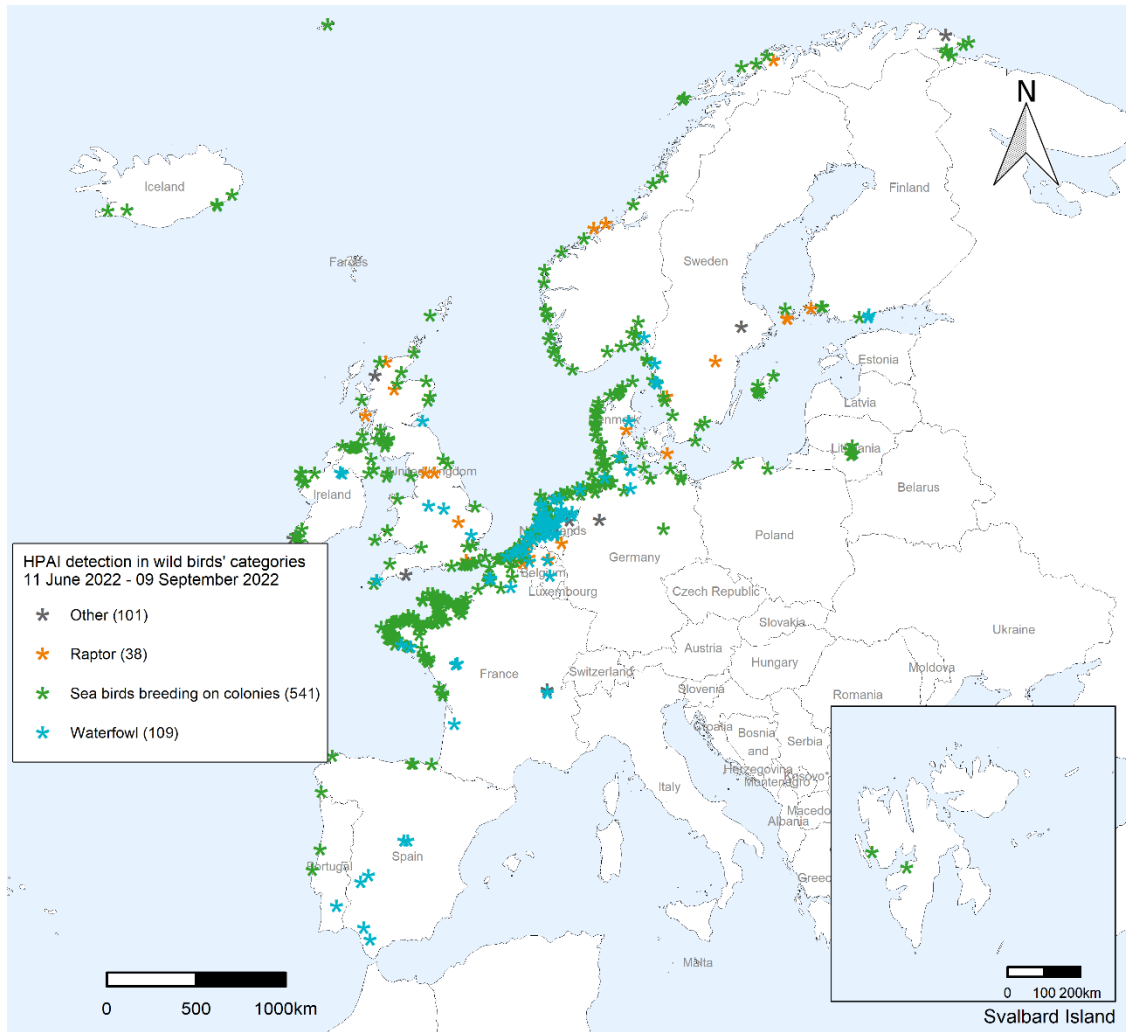 N
Iceland
Finland
Faroes
Sweden
Estonia
Latvia
Denmark
Lithuania
United Kingdom
Ireland
Belarus
Netherlands
Poland
Germany
Belgium
Luxembourg
Czech Republic
Ukraine
Slovakia
Austria
Hungary
Moldova
France
Switzerland
Slovenia
Romania
Croatia
Bosnia
and
Herzegovina
Serbia
Kosovo
Montenegro
Italy
Macedo
Albania
Spain
Portugal
Greec
Malta
HPAI detection in wild birds' categories
11 June 2022 - 09 September 2022
Other (101)
Raptor (38)
Sea birds breeding on colonies (541)
Waterfowl (109)
0 500 1000km
0 100 200km
Svalbard Island